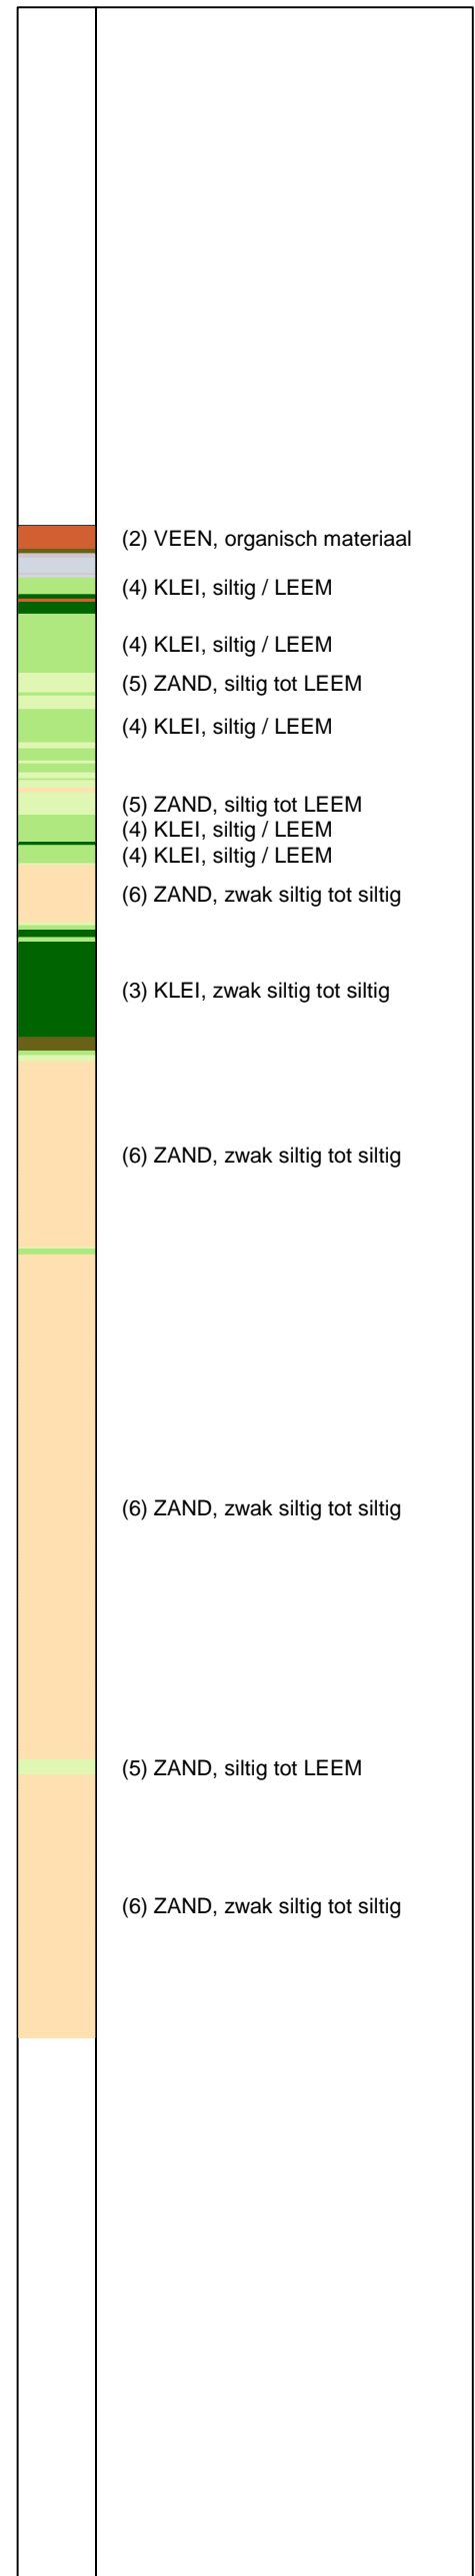 (2) VEEN, organisch materiaal
(4) KLEI, siltig / LEEM
(4) KLEI, siltig / LEEM
(5) ZAND, siltig tot LEEM
(4) KLEI, siltig / LEEM
(5) ZAND, siltig tot LEEM
(4) KLEI, siltig / LEEM
(4) KLEI, siltig / LEEM
(6) ZAND, zwak siltig tot siltig
(3) KLEI, zwak siltig tot siltig
(6) ZAND, zwak siltig tot siltig
(6) ZAND, zwak siltig tot siltig
(5) ZAND, siltig tot LEEM
(6) ZAND, zwak siltig tot siltig